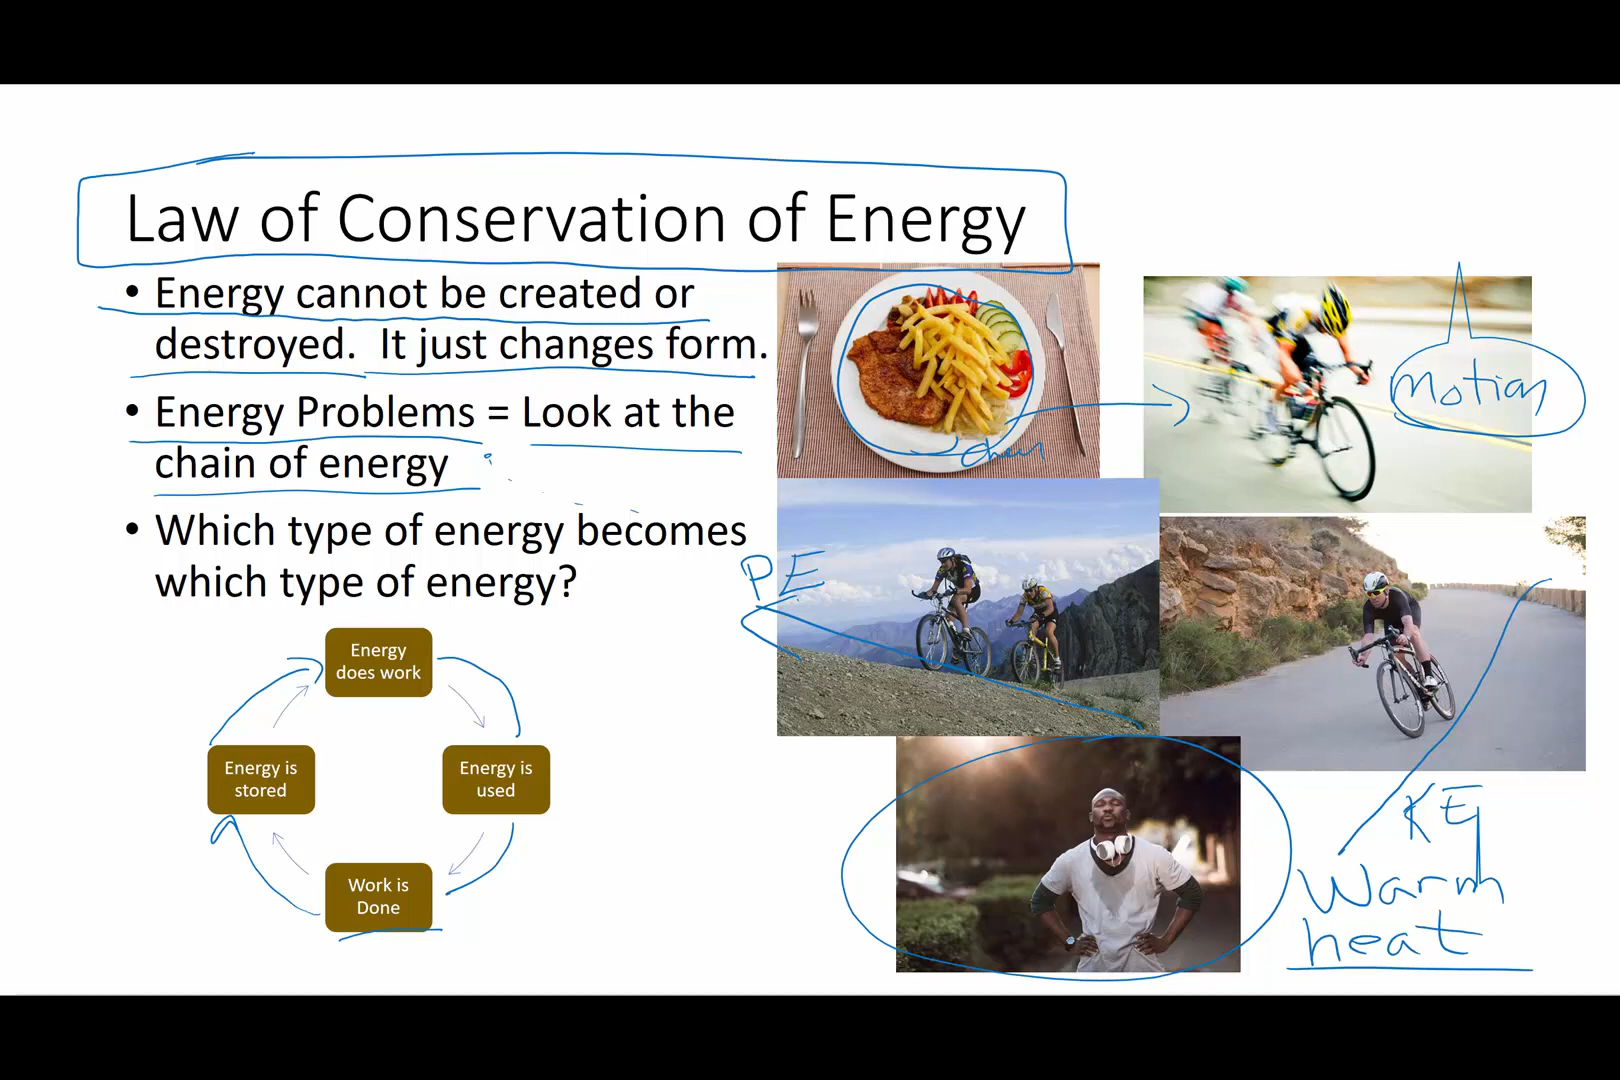 Law of Conservation of Energy
• Energy cannot be created or
destroyed. It just changes form.
• Energy Problems = Look at the
chain of energy
• Which type of energy becomes
which type of energy?
Energy
does work
Energy is
used
Work is
Done
Energy is
stored
chem
Motion
PE
KE
Warm
heat